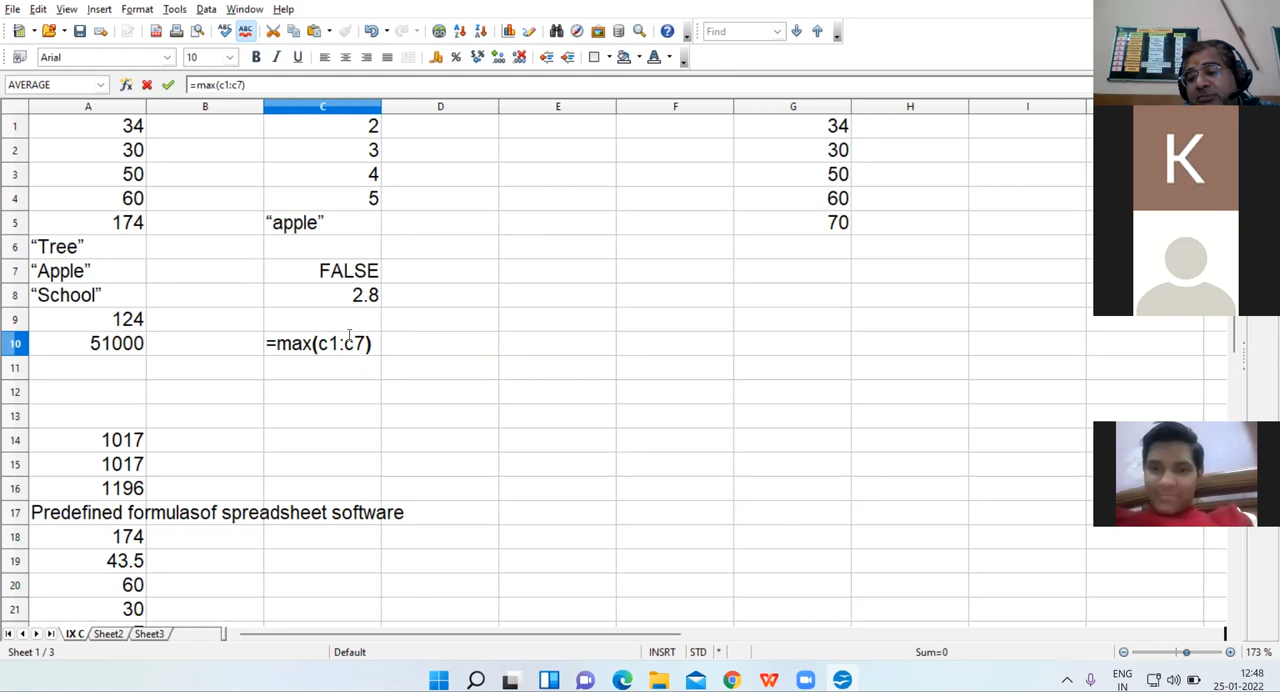 File Edit View Insert Format Tools Data Window Help
Find
Arial 10 B I U
AVERAGE =max(c1:c7)
A B C D E F G H I
1 34 2 34
2 30 3 30
3 50 4 50
4 60 5 60
5 174 “apple” 70
6 “Tree”
7 “Apple” FALSE
8 “School” 2.8
9 124
10 51000 =max(c1:c7)
11
12
13
14 1017
15 1017
16 1196
17 Predefined formulasof spreadsheet software
18 174
19 43.5
20 60
21 30
IX C Sheet2 Sheet3
Sheet 1 / 3 Default INSRT STD * Sum=0 173 %
ENG
IN
12:48
25-01-2022
K